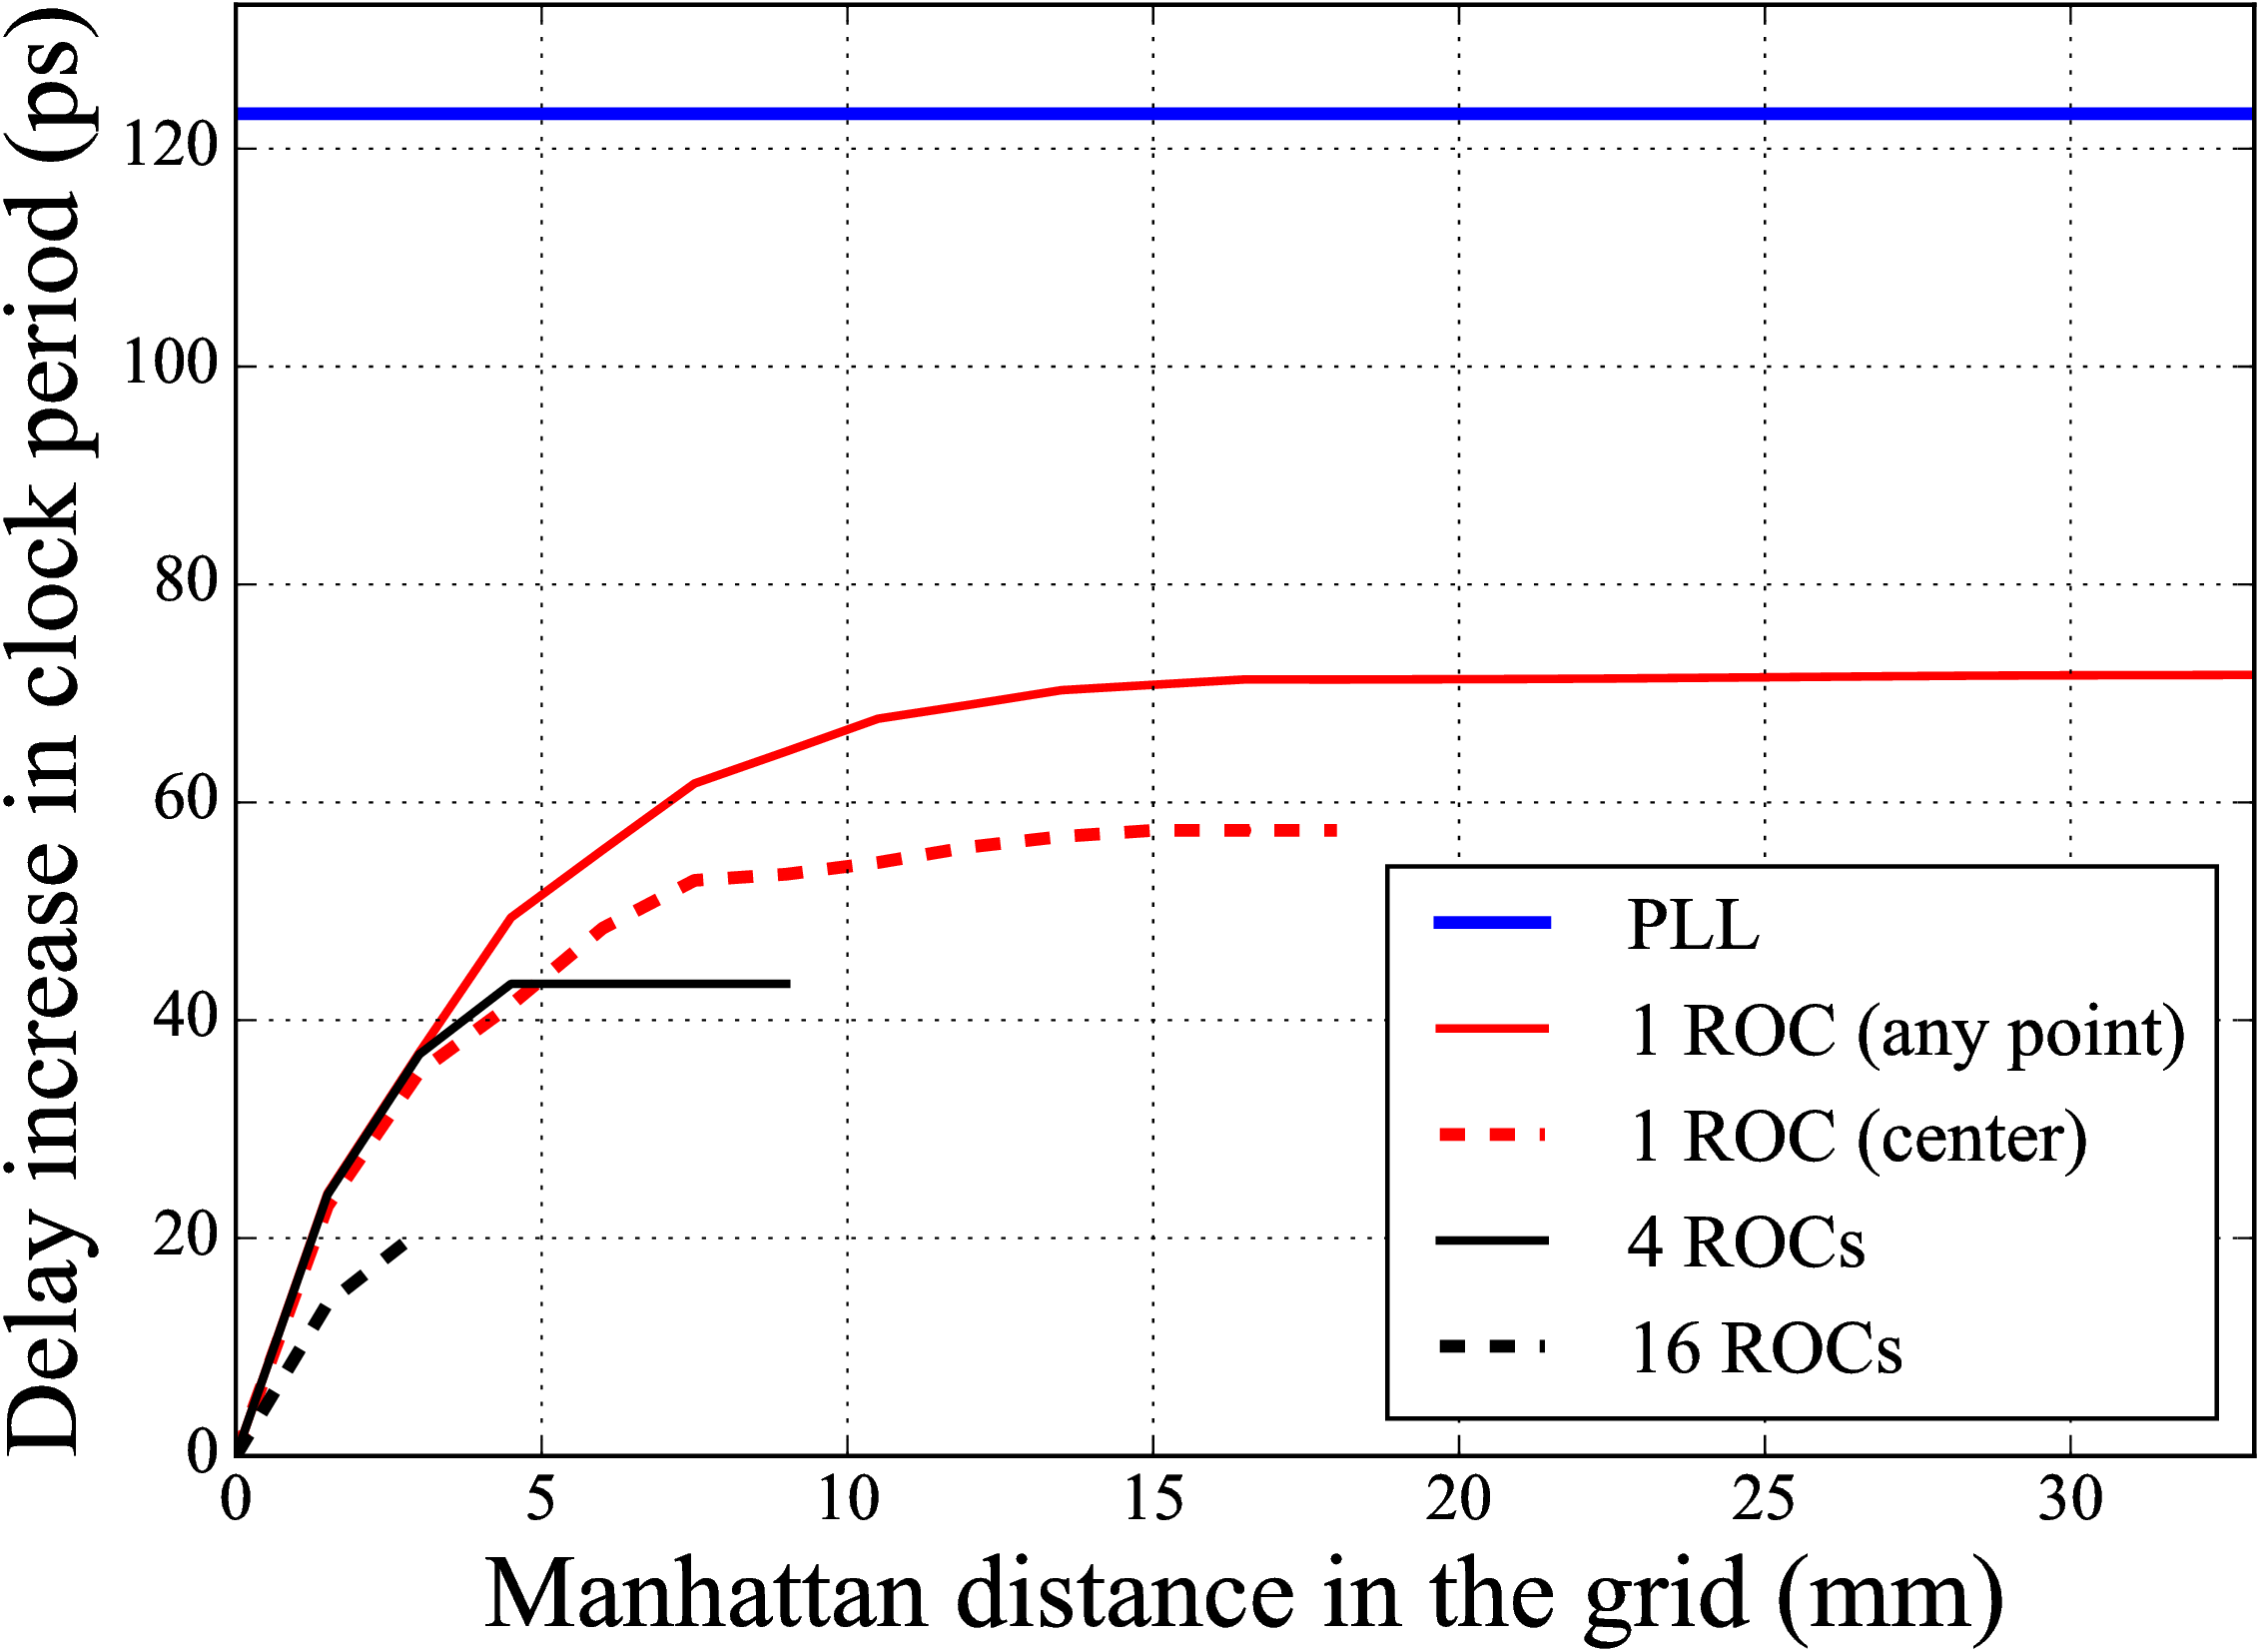 Delay increase in clock period (ps)
120
100
80
60
40
20
0
0 5 10 15 20 25 30
Manhattan distance in the grid (mm)
PLL
1 ROC (any point)
1 ROC (center)
4 ROCs
16 ROCs